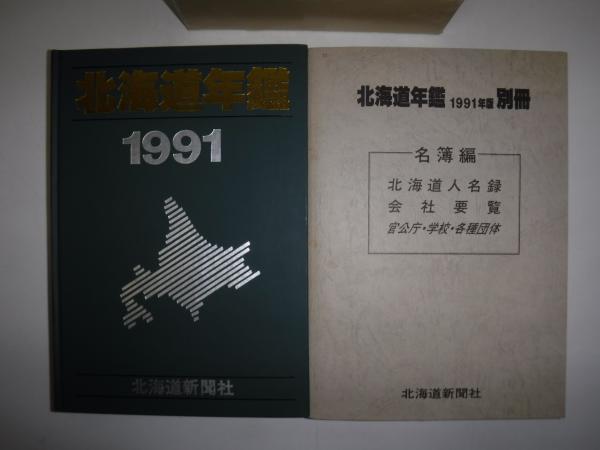 北海道年鑑
1991
北海道新聞社
北海道年鑑 1991年版 別冊
名簿編
北海道人名録
会社要覧
官公庁・学校・各種団体
北海道新聞社